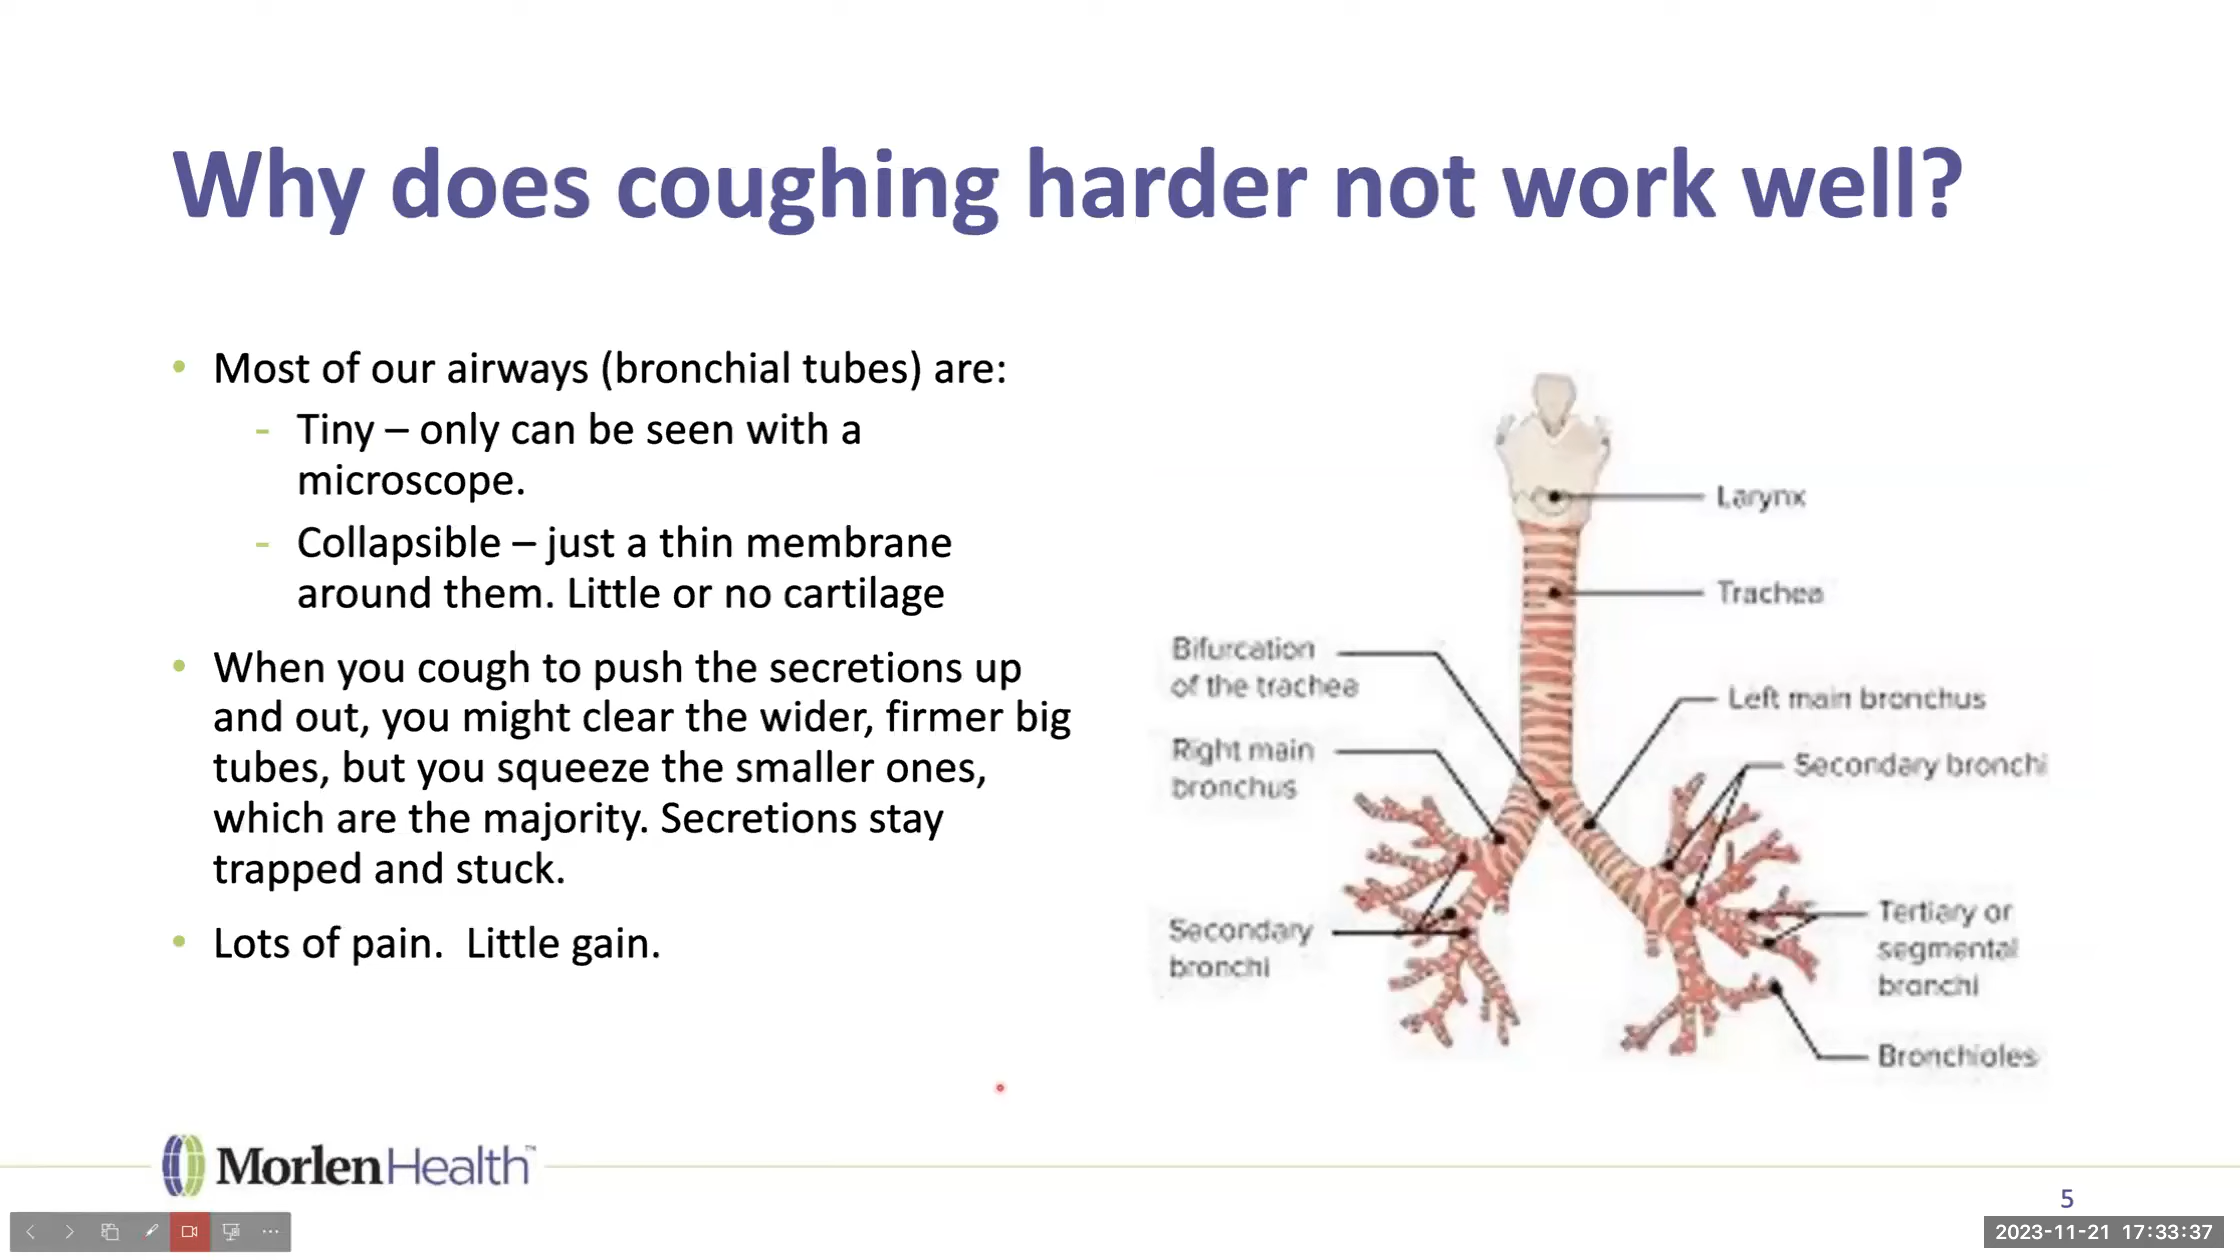 Why does coughing harder not work well?
• Most of our airways (bronchial tubes) are:
- Tiny – only can be seen with a
microscope.
- Collapsible – just a thin membrane
around them. Little or no cartilage
• When you cough to push the secretions up
and out, you might clear the wider, firmer big
tubes, but you squeeze the smaller ones,
which are the majority. Secretions stay
trapped and stuck.
• Lots of pain.  Little gain.
Larynx
Trachea
Bifurcation
of the trachea
Left main bronchus
Right main
bronchus
Secondary bronchi
Secondary
bronchi
Tertiary or
segmental
bronchi
Bronchioles
MorlenHealth™
5
2023-11-21 17:33:37